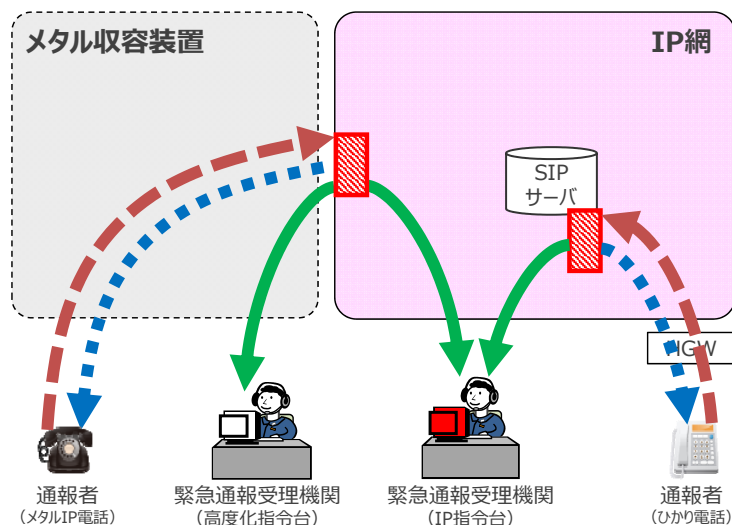 メタル収容装置
IP網
SIP
サーバ
HGW
通報者
（メタルIP電話）
緊急通報受理機関
（高度化指令台）
緊急通報受理機関
（IP指令台）
通報者
（ひかり電話）